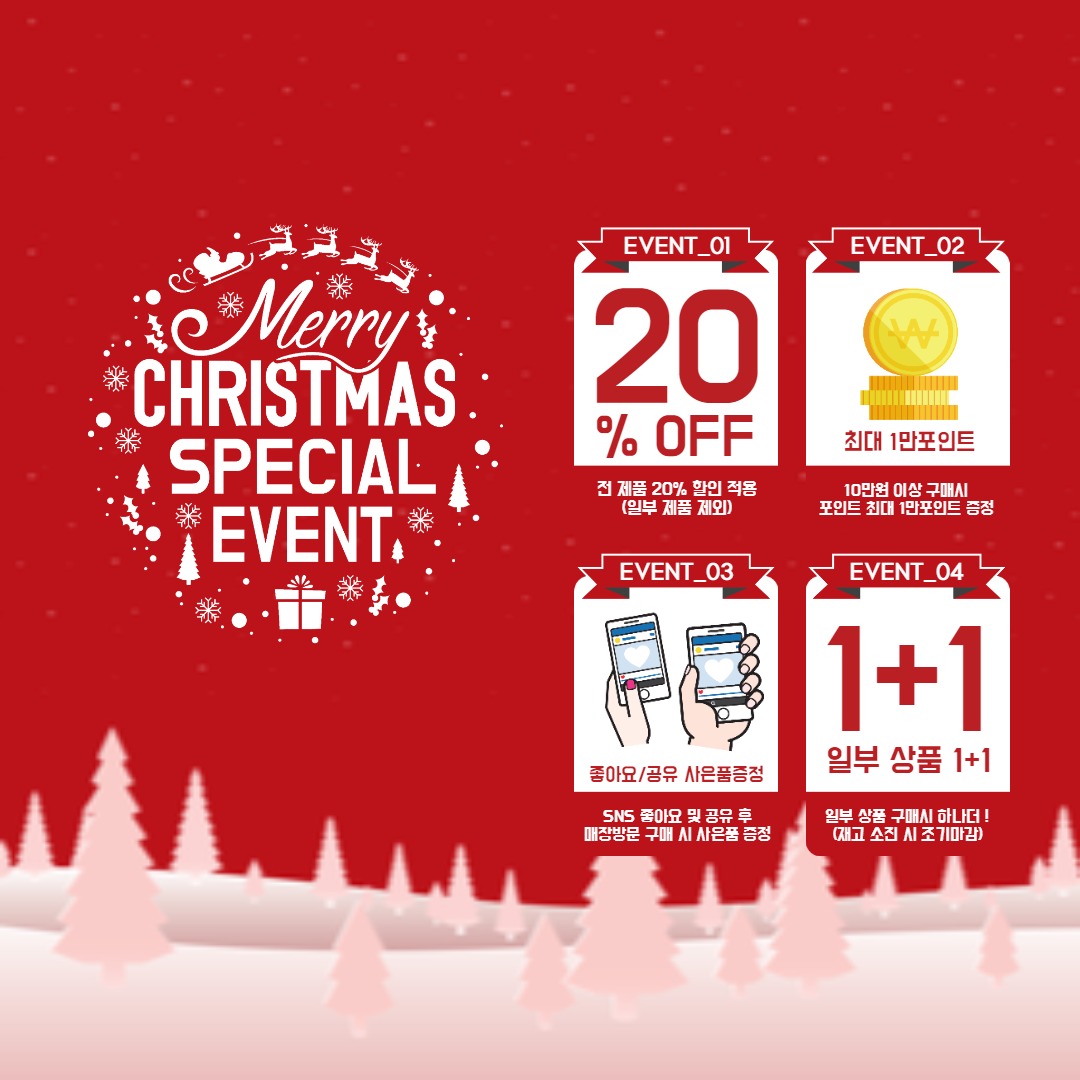 Merry
CHRISTMAS
SPECIAL
EVENT
EVENT_01
20
% OFF
전 제품 20% 할인 적용
(일부 제품 제외)
EVENT_02
₩
최대 1만포인트
10만원 이상 구매시
포인트 최대 1만포인트 증정
EVENT_03
좋아요/공유 사은품증정
SNS 좋아요 및 공유 후
매장방문 구매 시 사은품 증정
EVENT_04
1+1
일부 상품 1+1
일부 상품 구매시 하나더 !
(재고 소진 시 조기마감)